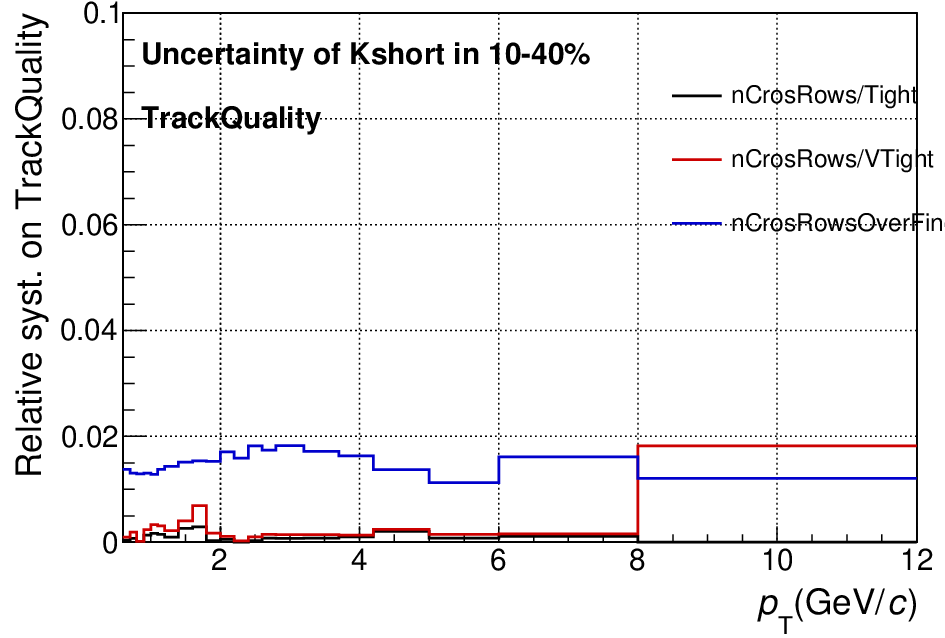 Relative syst. on TrackQuality
0.1
0.08
0.06
0.04
0.02
0
Uncertainty of Kshort in 10-40%
TrackQuality
nCrosRows/Tight
nCrosRows/VTight
nCrosRowsOverFin
2
4
6
8
10
12
pT(GeV/c)